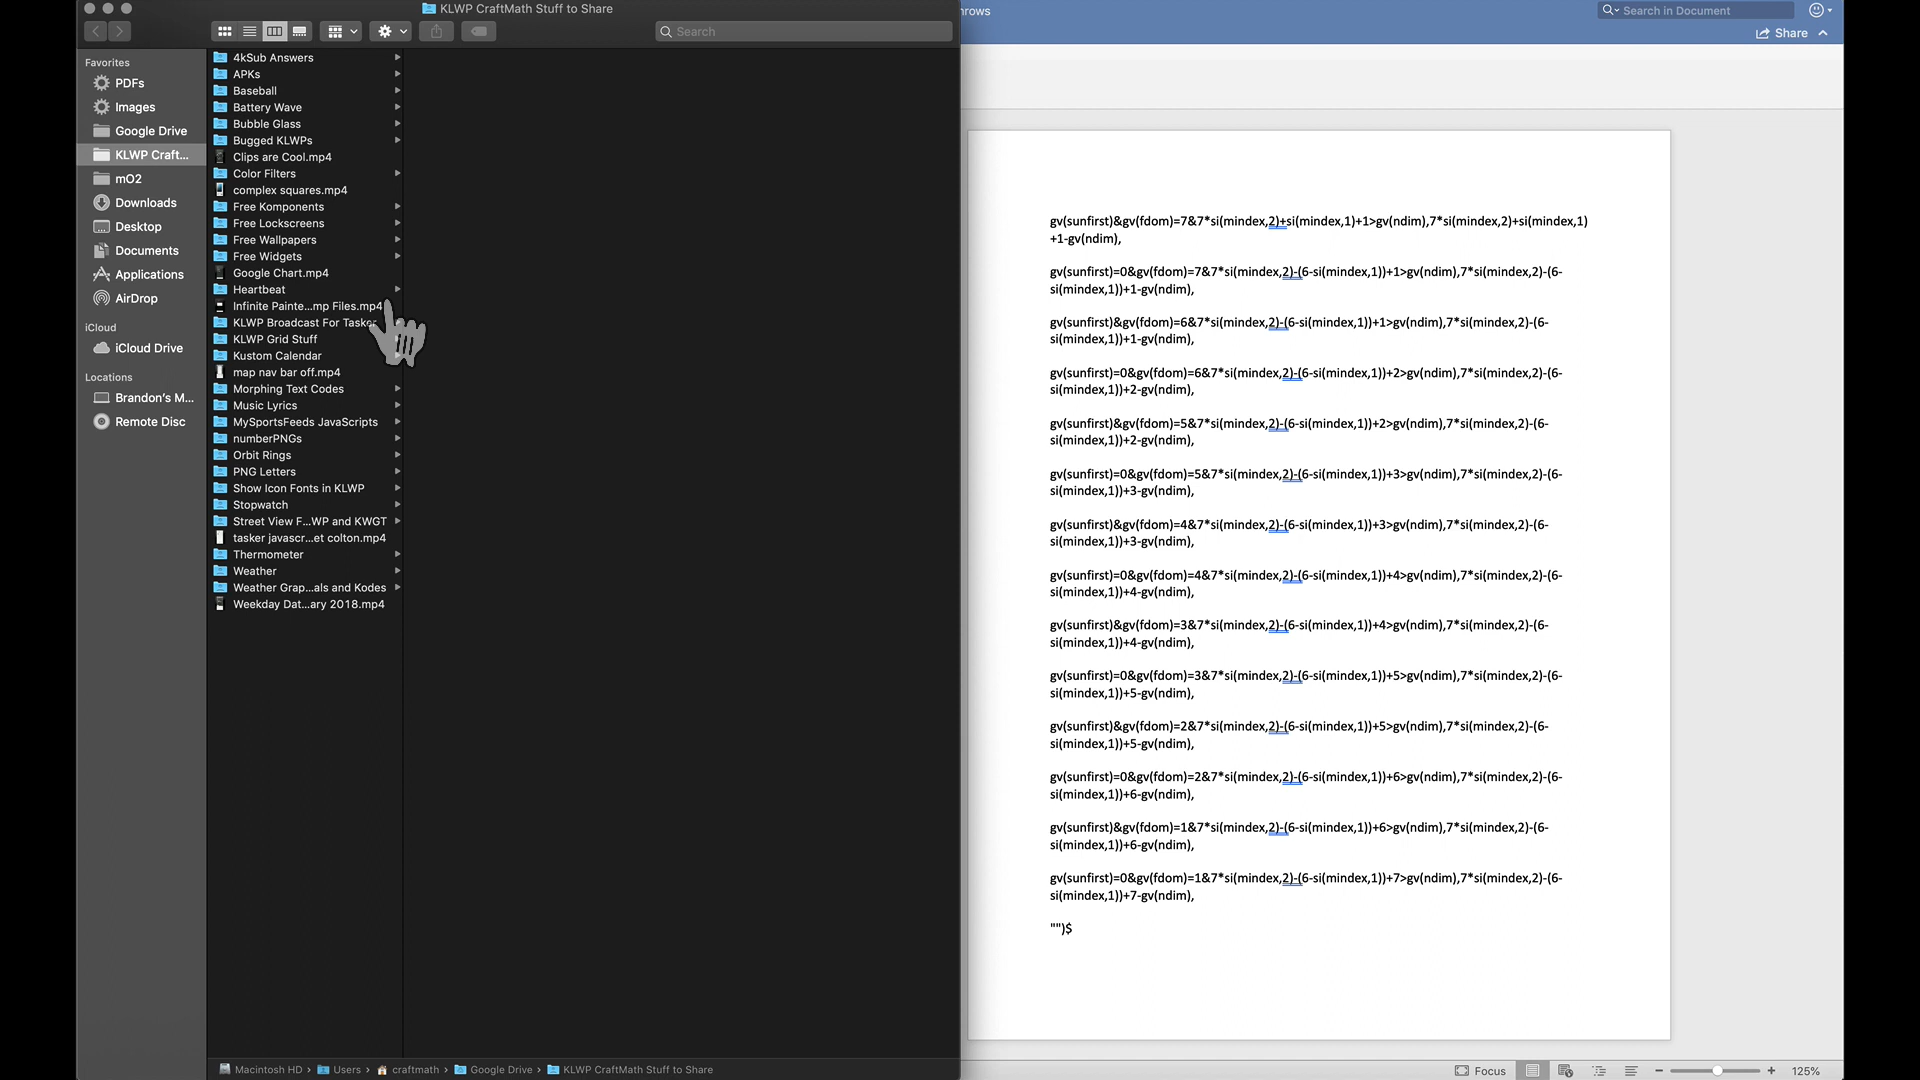 KLWP CraftMath Stuff to Share
Search
Favorites
PDFs
Images
Google Drive
KLWP Craft...
mO2
Downloads
Desktop
Documents
Applications
AirDrop
iCloud
iCloud Drive
Locations
Brandon's M...
Remote Disc
4kSub Answers
APKs
Baseball
Battery Wave
Bubble Glass
Bugged KLWPs
Clips are Cool.mp4
Color Filters
complex squares.mp4
Free Komponents
Free Lockscreens
Free Wallpapers
Free Widgets
Google Chart.mp4
Heartbeat
Infinite Painte...mp Files.mp4
KLWP Broadcast For Tasker
KLWP Grid Stuff
Kustom Calendar
map nav bar off.mp4
Morphing Text Codes
Music Lyrics
MySportsFeeds JavaScripts
numberPNGs
Orbit Rings
PNG Letters
Show Icon Fonts in KLWP
Stopwatch
Street View F...WP and KWGT
tasker javascr...et colton.mp4
Thermometer
Weather
Weather Grap...als and Kodes
Weekday Dat...ary 2018.mp4
Macintosh HD › Users › craftmath › Google Drive › KLWP CraftMath Stuff to Share
hrows
Search in Document
Share
gv(sunfirst)&gv(fdom)=7&7*si(mindex,2)+si(mindex,1)+1>gv(ndim),7*si(mindex,2)+si(mindex,1)
+1-gv(ndim),
gv(sunfirst)=0&gv(fdom)=7&7*si(mindex,2)-(6-si(mindex,1))+1>gv(ndim),7*si(mindex,2)-(6-
si(mindex,1))+1-gv(ndim),
gv(sunfirst)&gv(fdom)=6&7*si(mindex,2)-(6-si(mindex,1))+1>gv(ndim),7*si(mindex,2)-(6-
si(mindex,1))+1-gv(ndim),
gv(sunfirst)=0&gv(fdom)=6&7*si(mindex,2)-(6-si(mindex,1))+2>gv(ndim),7*si(mindex,2)-(6-
si(mindex,1))+2-gv(ndim),
gv(sunfirst)&gv(fdom)=5&7*si(mindex,2)-(6-si(mindex,1))+2>gv(ndim),7*si(mindex,2)-(6-
si(mindex,1))+2-gv(ndim),
gv(sunfirst)=0&gv(fdom)=5&7*si(mindex,2)-(6-si(mindex,1))+3>gv(ndim),7*si(mindex,2)-(6-
si(mindex,1))+3-gv(ndim),
gv(sunfirst)&gv(fdom)=4&7*si(mindex,2)-(6-si(mindex,1))+3>gv(ndim),7*si(mindex,2)-(6-
si(mindex,1))+3-gv(ndim),
gv(sunfirst)=0&gv(fdom)=4&7*si(mindex,2)-(6-si(mindex,1))+4>gv(ndim),7*si(mindex,2)-(6-
si(mindex,1))+4-gv(ndim),
gv(sunfirst)&gv(fdom)=3&7*si(mindex,2)-(6-si(mindex,1))+4>gv(ndim),7*si(mindex,2)-(6-
si(mindex,1))+4-gv(ndim),
gv(sunfirst)=0&gv(fdom)=3&7*si(mindex,2)-(6-si(mindex,1))+5>gv(ndim),7*si(mindex,2)-(6-
si(mindex,1))+5-gv(ndim),
gv(sunfirst)&gv(fdom)=2&7*si(mindex,2)-(6-si(mindex,1))+5>gv(ndim),7*si(mindex,2)-(6-
si(mindex,1))+5-gv(ndim),
gv(sunfirst)=0&gv(fdom)=2&7*si(mindex,2)-(6-si(mindex,1))+6>gv(ndim),7*si(mindex,2)-(6-
si(mindex,1))+6-gv(ndim),
gv(sunfirst)&gv(fdom)=1&7*si(mindex,2)-(6-si(mindex,1))+6>gv(ndim),7*si(mindex,2)-(6-
si(mindex,1))+6-gv(ndim),
gv(sunfirst)=0&gv(fdom)=1&7*si(mindex,2)-(6-si(mindex,1))+7>gv(ndim),7*si(mindex,2)-(6-
si(mindex,1))+7-gv(ndim),
"")$
Focus
125%